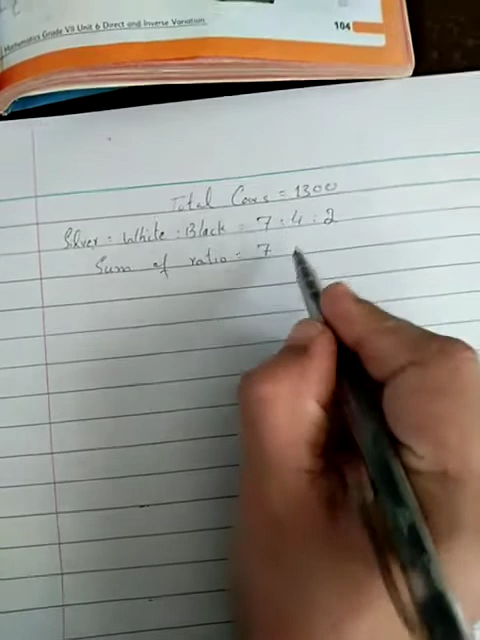 Mathematics Grade VII Unit 6 Direct and Inverse Variation
104
Total Cars = 1300
Silver : White : Black = 7 : 4 : 2
Sum of ratio = 7